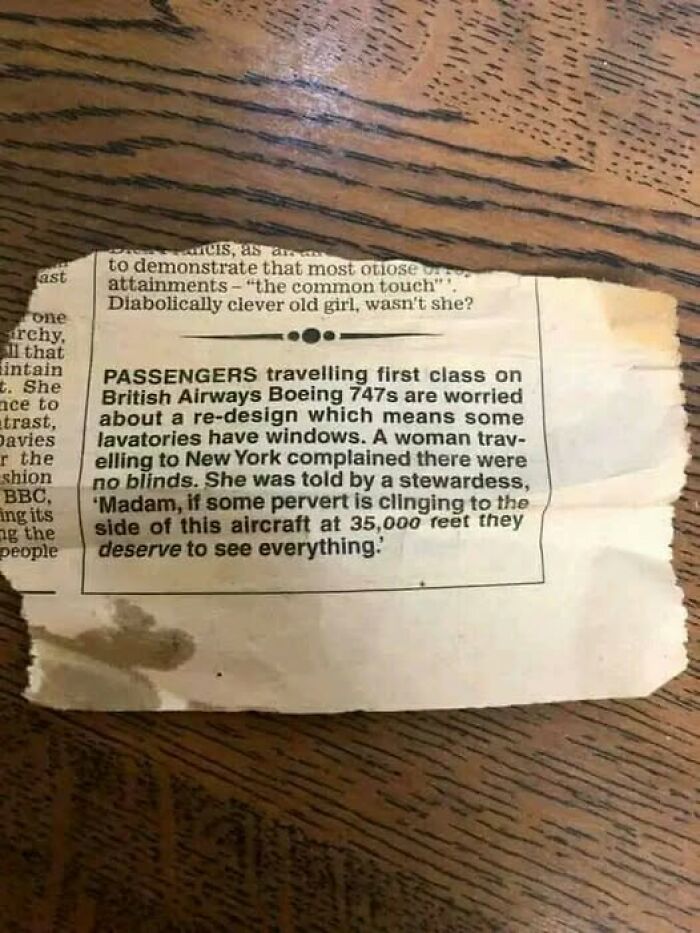 ast
one
archy,
all that
intain
t. She
nce to
trast,
Davies
r the
shion
BBC,
ing its
ng the
people
as
to demonstrate that most otiose
attainments – "the common touch"'.
Diabolically clever old girl, wasn't she?
PASSENGERS travelling first class on
British Airways Boeing 747s are worried
about a re-design which means some
lavatories have windows. A woman trav-
elling to New York complained there were
no blinds. She was told by a stewardess,
'Madam, if some pervert is clinging to the
side of this aircraft at 35,000 feet they
deserve to see everything.'